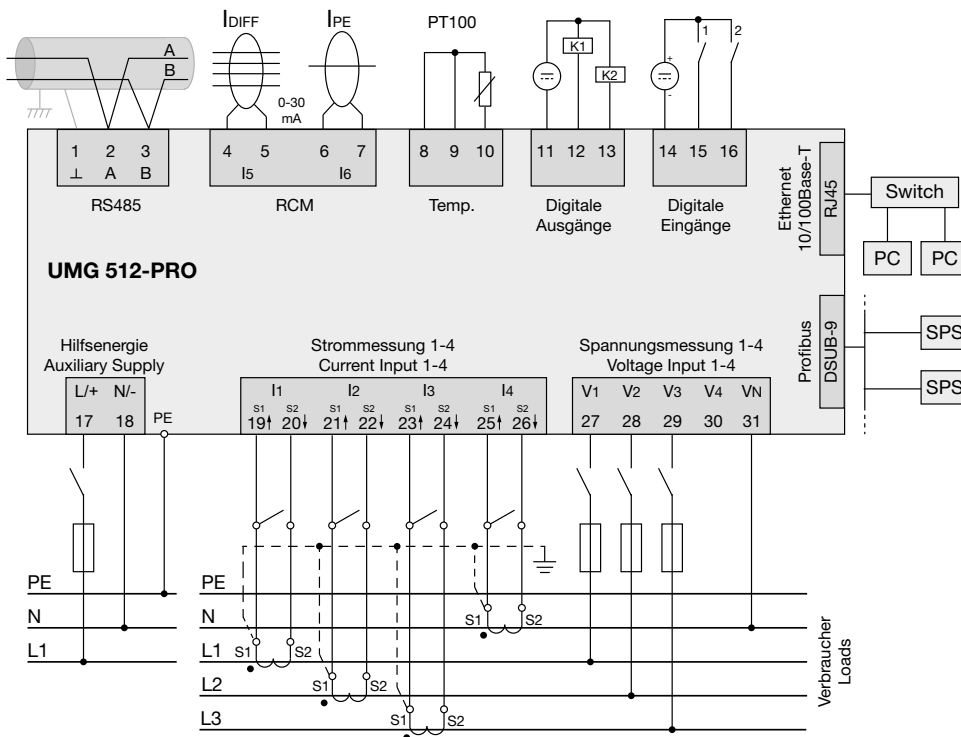 IDIFF IPE PT100
A
B
0-30
mA
K1
K2
+
-
1 2
1 2 3
⊥ A B
RS485
4 5 6 7
I5 I6
RCM
8 9 10
Temp.
11 12 13
Digitale
Ausgänge
14 15 16
Digitale
Eingänge
Ethernet
10/100Base-T
RJ45
Switch
PC PC
UMG 512-PRO
Profibus
DSUB-9
SPS
SPS
Hilfsenergie
Auxiliary Supply
L/+ N/-
17 18
PE
Strommessung 1-4
Current Input 1-4
I1 I2 I3 I4
S1 S2 S1 S2 S1 S2 S1 S2
19 20 21 22 23 24 25 26
Spannungsmessung 1-4
Voltage Input 1-4
V1 V2 V3 V4 VN
27 28 29 30 31
PE
N
L1
PE
N
L1
L2
L3
S1 S2
S1 S2
S1 S2
S1 S2
Verbraucher
Loads